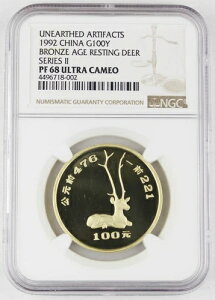 UNEARTHED ARTIFACTS
1992 CHINA G100Y
BRONZE AGE RESTING DEER
SERIES II
PF 68 ULTRA CAMEO
4496718-002
NUMISMATIC GUARANTY CORPORATION
NGC
公元前476－前221
100元